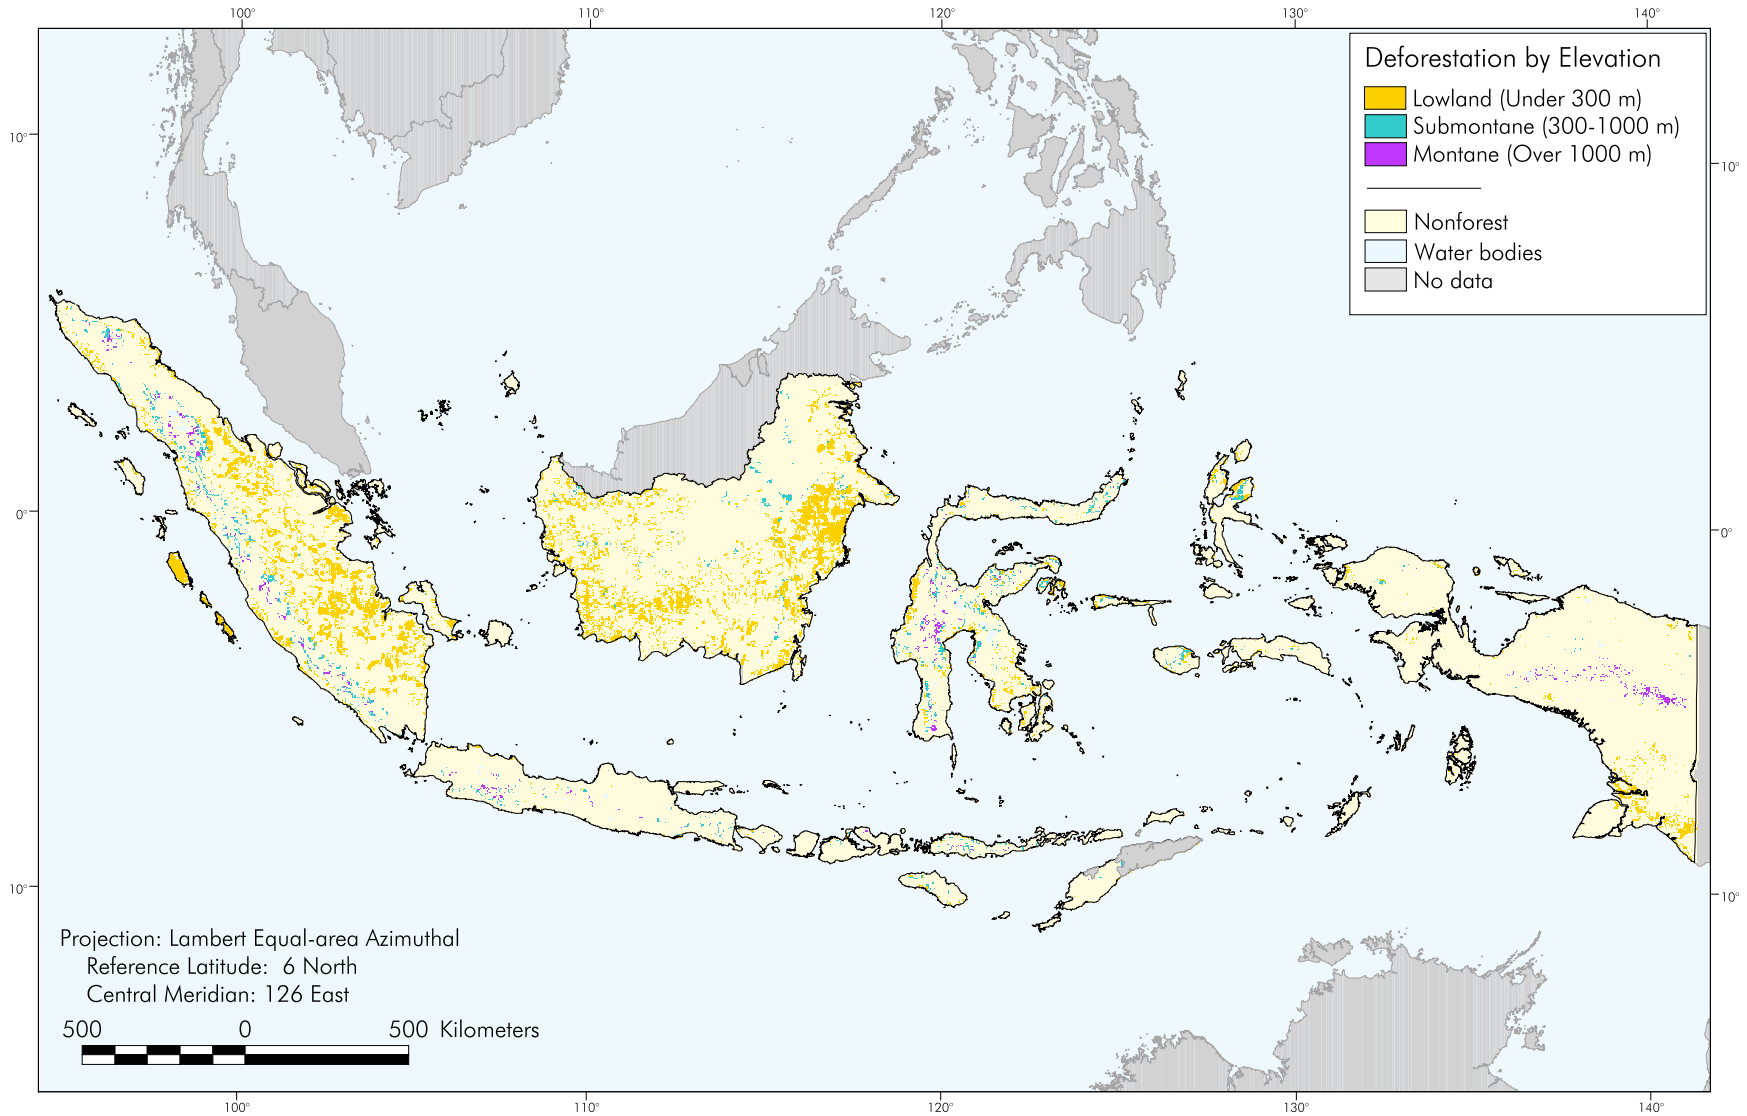 100° 110° 120° 130° 140°
Deforestation by Elevation
Lowland (Under 300 m)
Submontane (300-1000 m)
Montane (Over 1000 m)
Nonforest
Water bodies
No data
10° 10°
0° 0°
10° 10°
Projection: Lambert Equal-area Azimuthal
Reference Latitude: 6 North
Central Meridian: 126 East
500 0 500 Kilometers
100° 110° 120° 130° 140°